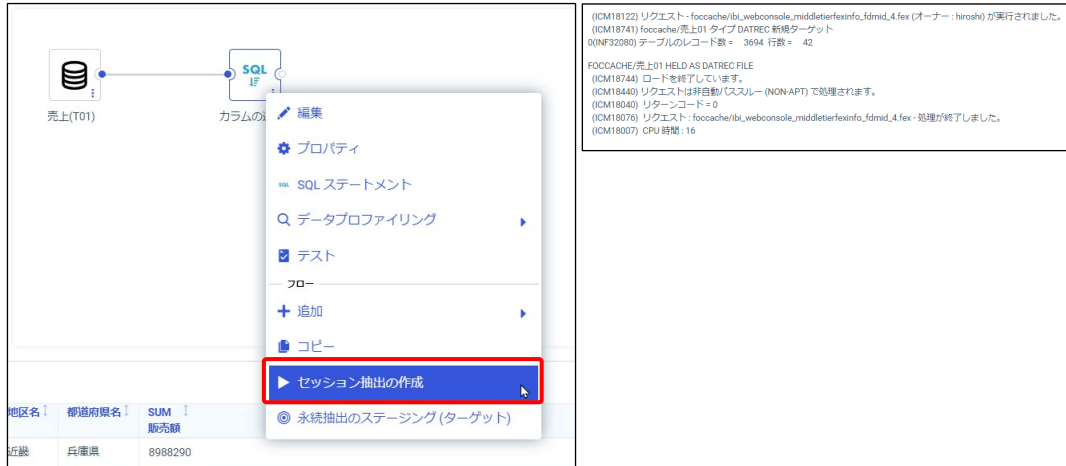 SQL
売上(T01)
カラムの
編集
プロパティ
SQL SQL ステートメント
データプロファイリング
テスト
フロー
追加
コピー
セッション抽出の作成
永続抽出のステージング (ターゲット)
地区名 都道府県名 SUM
販売額
近畿 兵庫県 8988290
(ICM18122) リクエスト - foccache/ibi_webconsole_middletierfexinfo_fdmid_4.fex (オーナー : hiroshi) が実行されました。
(ICM18741) foccache/売上01 タイプ DATREC 新規ターゲット
0(INF32080) テーブルのレコード数 = 3694 行数 = 42
FOCCACHE/売上01 HELD AS DATREC FILE
(ICM18744) ロードを終了しています。
(ICM18440) リクエストは非自動パススルー (NON-APT) で処理されます。
(ICM18040) リターンコード = 0
(ICM18076) リクエスト : foccache/ibi_webconsole_middletierfexinfo_fdmid_4.fex - 処理が終了しました。
(ICM18007) CPU 時間 : 16